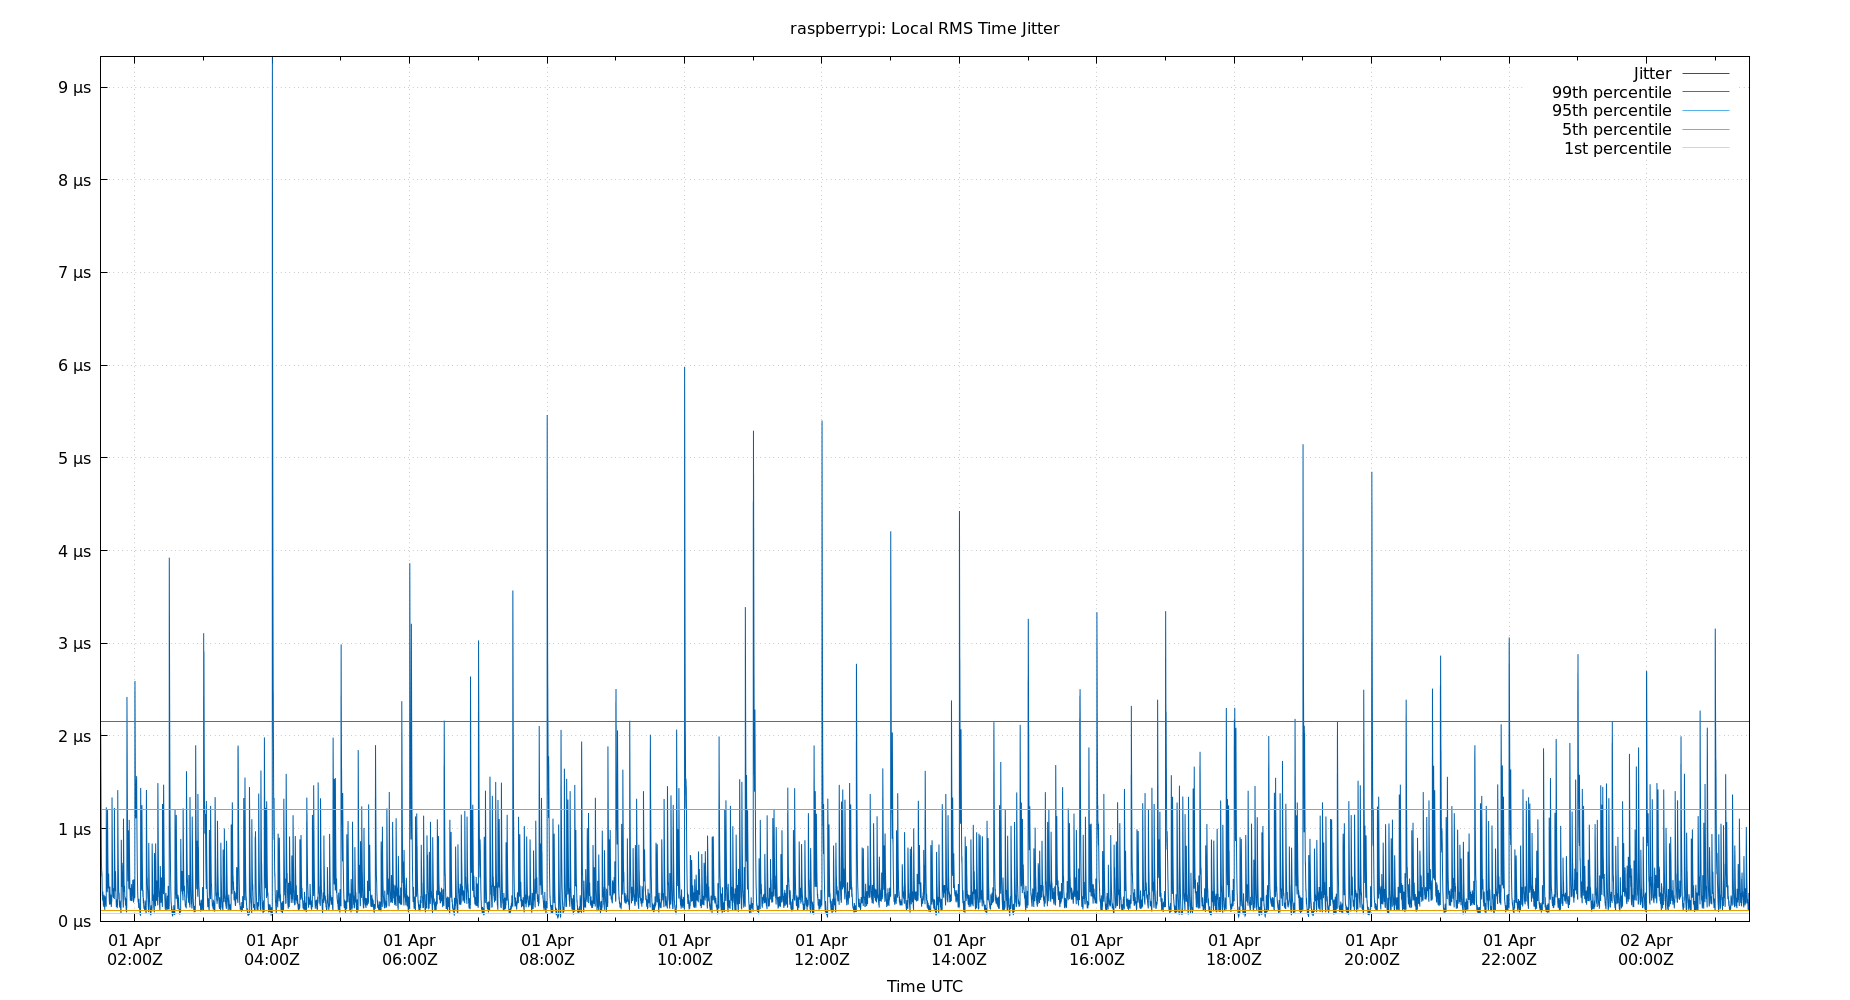 raspberrypi: Local RMS Time Jitter
Jitter
99th percentile
95th percentile
5th percentile
1st percentile
9 µs
8 µs
7 µs
6 µs
5 µs
4 µs
3 µs
2 µs
1 µs
0 µs
01 Apr 01 Apr 01 Apr 01 Apr 01 Apr 01 Apr 01 Apr 01 Apr 01 Apr 01 Apr 01 Apr 02 Apr
02:00Z 04:00Z 06:00Z 08:00Z 10:00Z 12:00Z 14:00Z 16:00Z 18:00Z 20:00Z 22:00Z 00:00Z
Time UTC